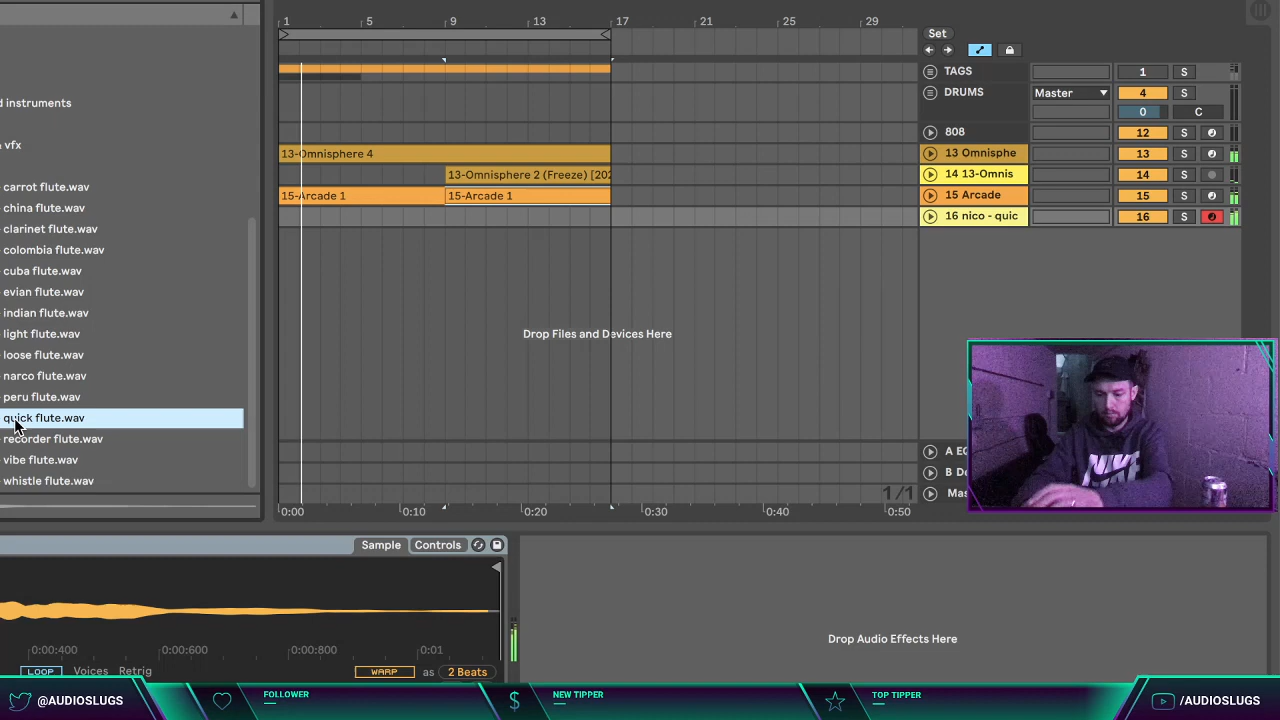 1 5 9 13 17 21 25 29
Set
TAGS 1 S
DRUMS Master 4 S
0 C
808 12 S
13-Omnisphere 4
13 Omnisphe 13 S
13-Omnisphere 2 (Freeze) [202
14 13-Omnis 14 S
15-Arcade 1 15-Arcade 1
15 Arcade 15 S
16 nico - quic 16 S
Drop Files and Devices Here
A
B
1/1
0:00 0:10 0:20 0:30 0:40 0:50
d instruments
& vfx
carrot flute.wav
china flute.wav
clarinet flute.wav
colombia flute.wav
cuba flute.wav
evian flute.wav
indian flute.wav
light flute.wav
loose flute.wav
narco flute.wav
peru flute.wav
quick flute.wav
recorder flute.wav
vibe flute.wav
whistle flute.wav
NIKE
Sample Controls
0:00:400 0:00:600 0:00:800 0:01
LOOP Voices Retrig WARP as 2 Beats
Drop Audio Effects Here
@AUDIOSLUGS
FOLLOWER
NEW TIPPER
TOP TIPPER
/AUDIOSLUGS